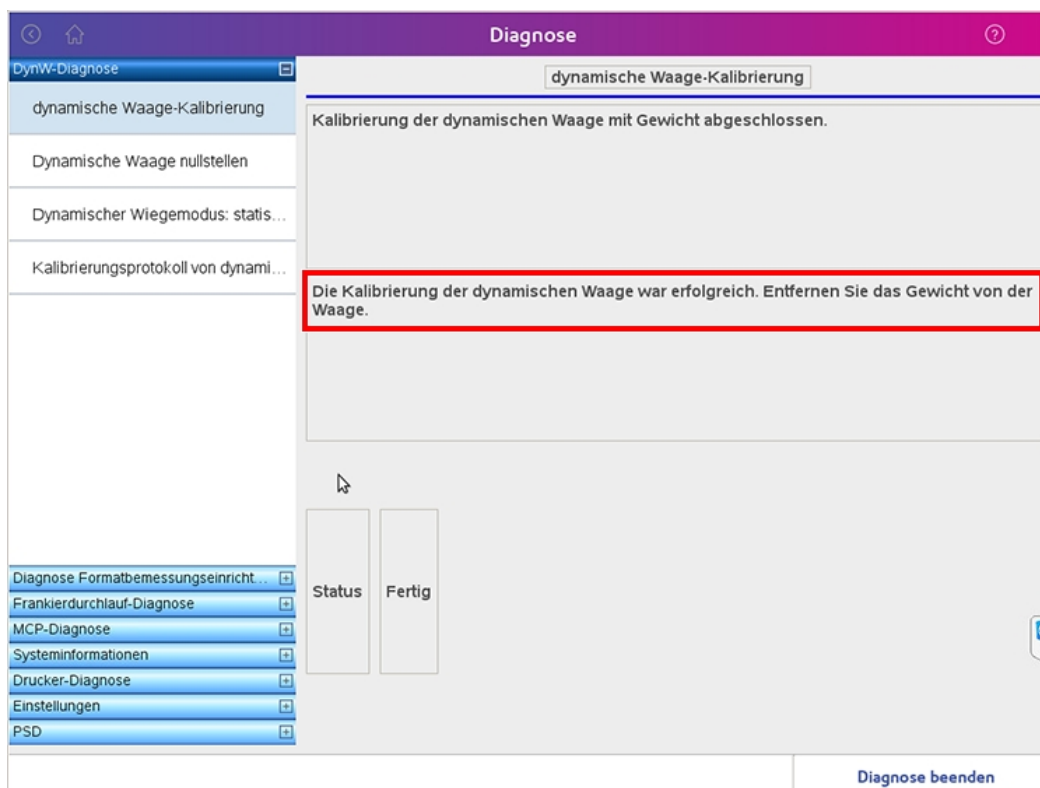 Diagnose
DynW-Diagnose
dynamische Waage-Kalibrierung
Dynamische Waage nullstellen
Dynamischer Wiegemodus: statis...
Kalibrierungsprotokoll von dynami...
Diagnose Formatbemessungseinricht...
Frankierdurchlauf-Diagnose
MCP-Diagnose
Systeminformationen
Drucker-Diagnose
Einstellungen
PSD
dynamische Waage-Kalibrierung
Kalibrierung der dynamischen Waage mit Gewicht abgeschlossen.
Die Kalibrierung der dynamischen Waage war erfolgreich. Entfernen Sie das Gewicht von der
Waage.
Status
Fertig
Diagnose beenden